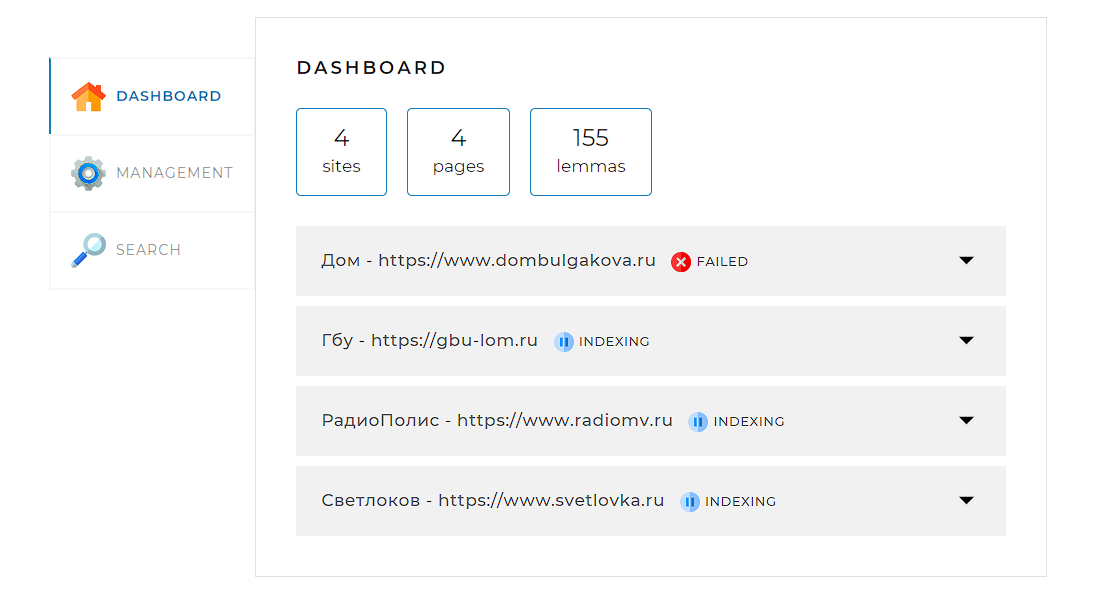 DASHBOARD
MANAGEMENT
SEARCH
DASHBOARD
4
sites
4
pages
155
lemmas
Дом - https://www.dombulgakova.ru FAILED
Гбу - https://gbu-lom.ru INDEXING
РадиоПолис - https://www.radiomv.ru INDEXING
Светлоков - https://www.svetlovka.ru INDEXING